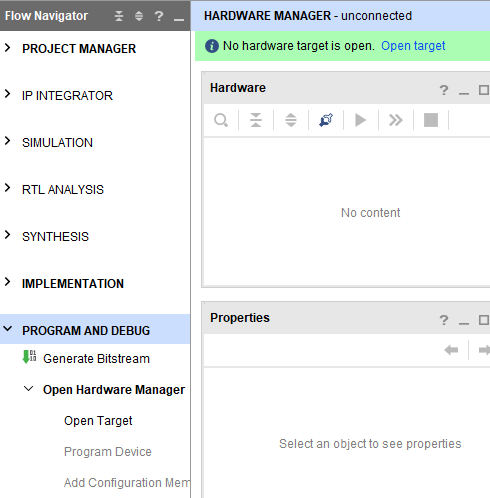 Flow Navigator
PROJECT MANAGER
IP INTEGRATOR
SIMULATION
RTL ANALYSIS
SYNTHESIS
IMPLEMENTATION
PROGRAM AND DEBUG
Generate Bitstream
Open Hardware Manager
Open Target
Program Device
Add Configuration Mem
HARDWARE MANAGER - unconnected
No hardware target is open. Open target
Hardware
No content
Properties
Select an object to see properties